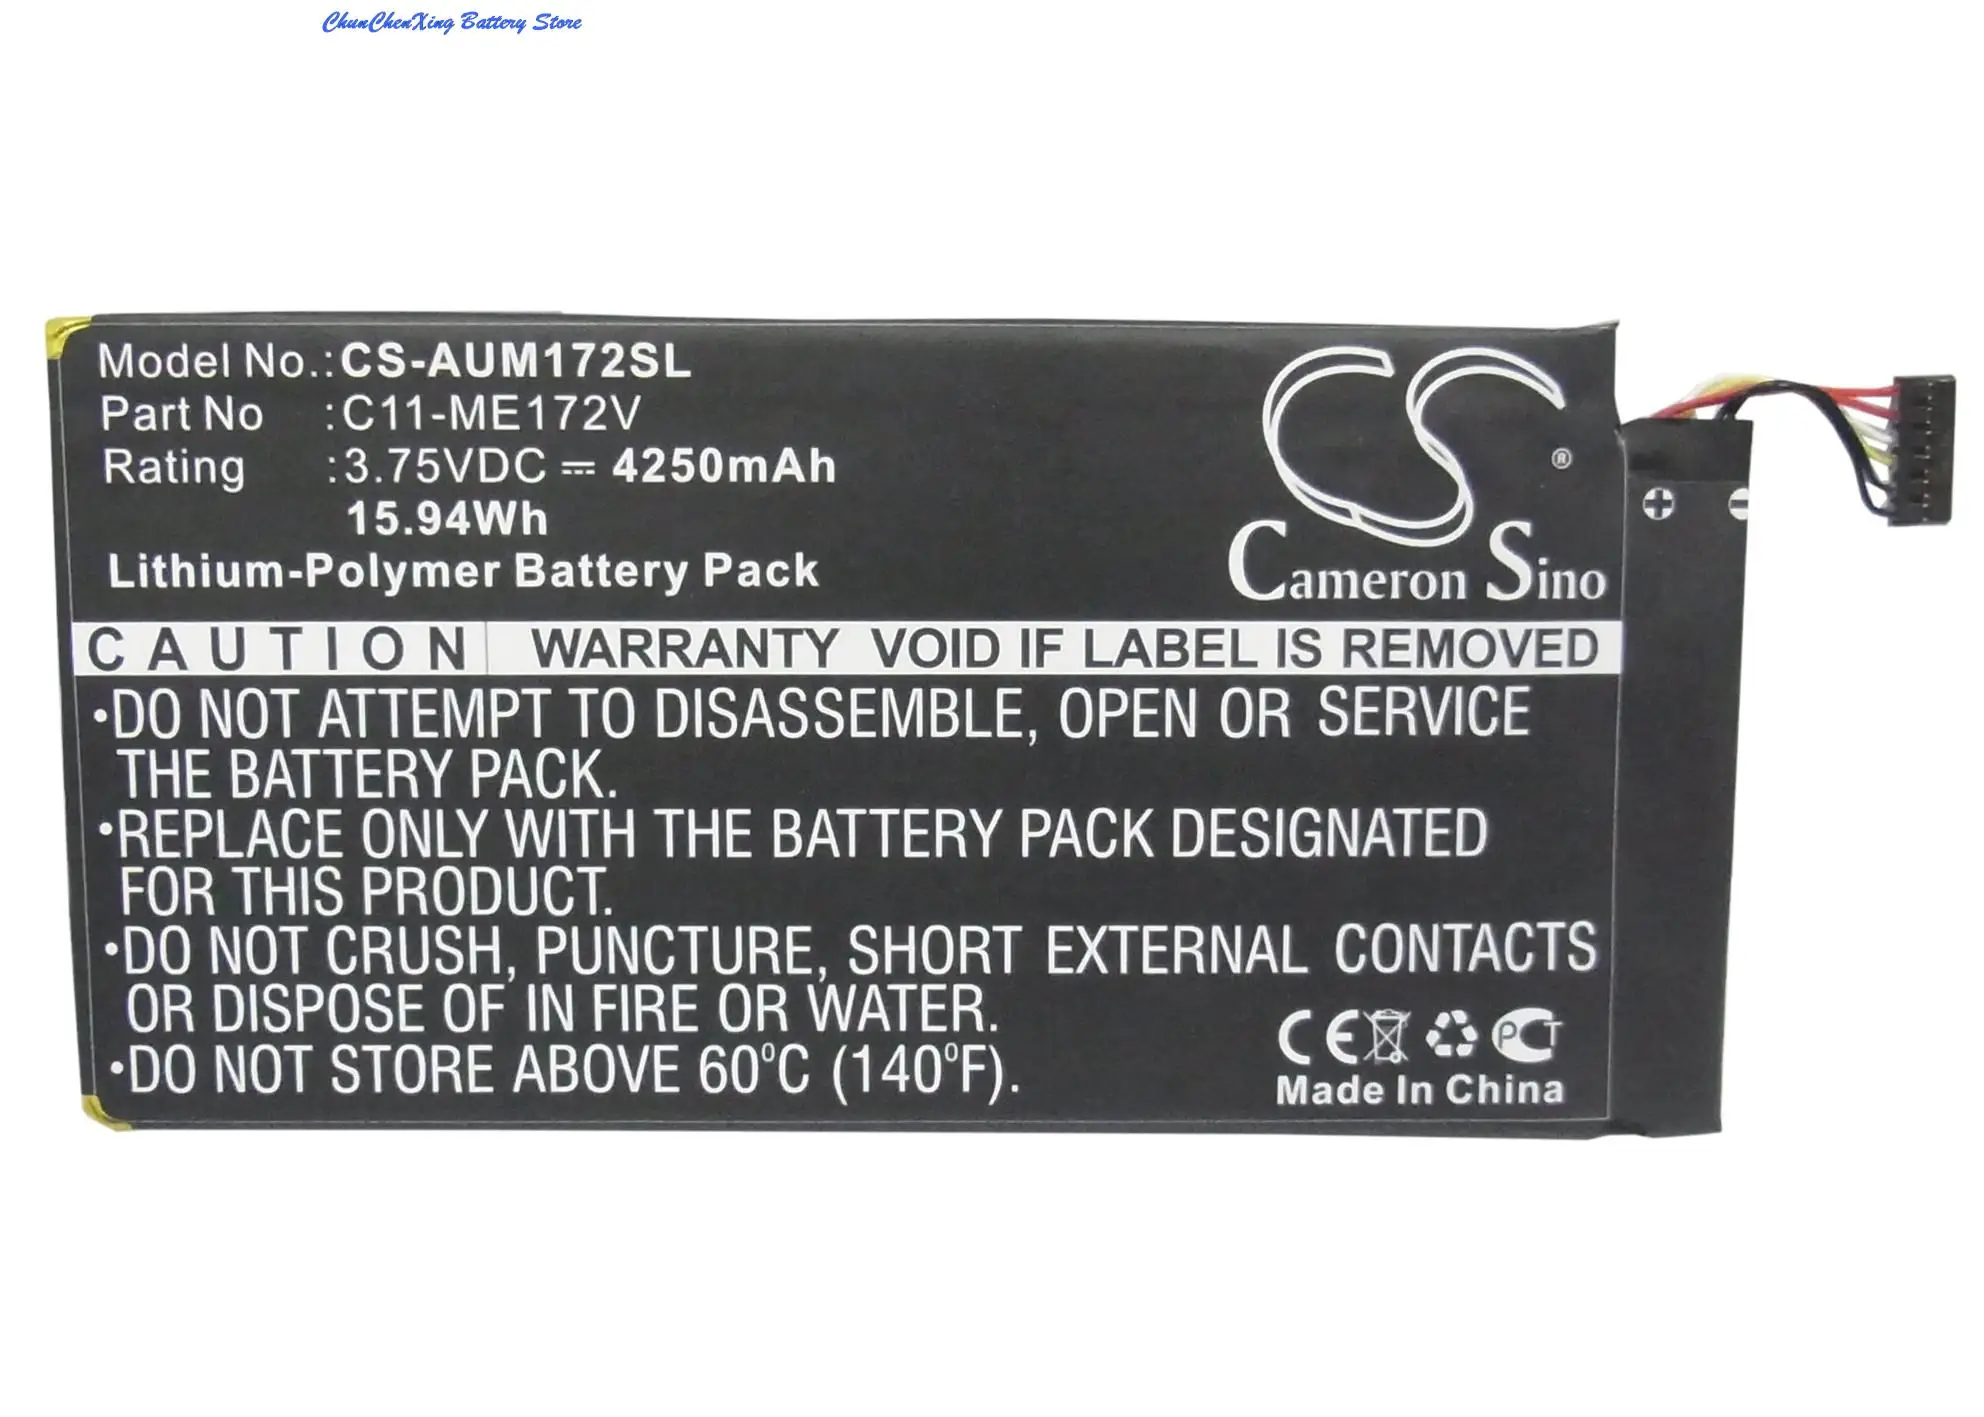 ChunChenXing Battery Store
Model No.:CS-AUM172SL
Part No :C11-ME172V
Rating :3.75VDC ⎓ 4250mAh
15.94Wh
Lithium-Polymer Battery Pack
CS
®
Cameron Sino
CAUTION WARRANTY VOID IF LABEL IS REMOVED
•DO NOT ATTEMPT TO DISASSEMBLE, OPEN OR SERVICE
THE BATTERY PACK.
•REPLACE ONLY WITH THE BATTERY PACK DESIGNATED
FOR THIS PRODUCT.
•DO NOT CRUSH, PUNCTURE, SHORT EXTERNAL CONTACTS
OR DISPOSE OF IN FIRE OR WATER.
•DO NOT STORE ABOVE 60°C (140°F).
CE PCT
Made In China